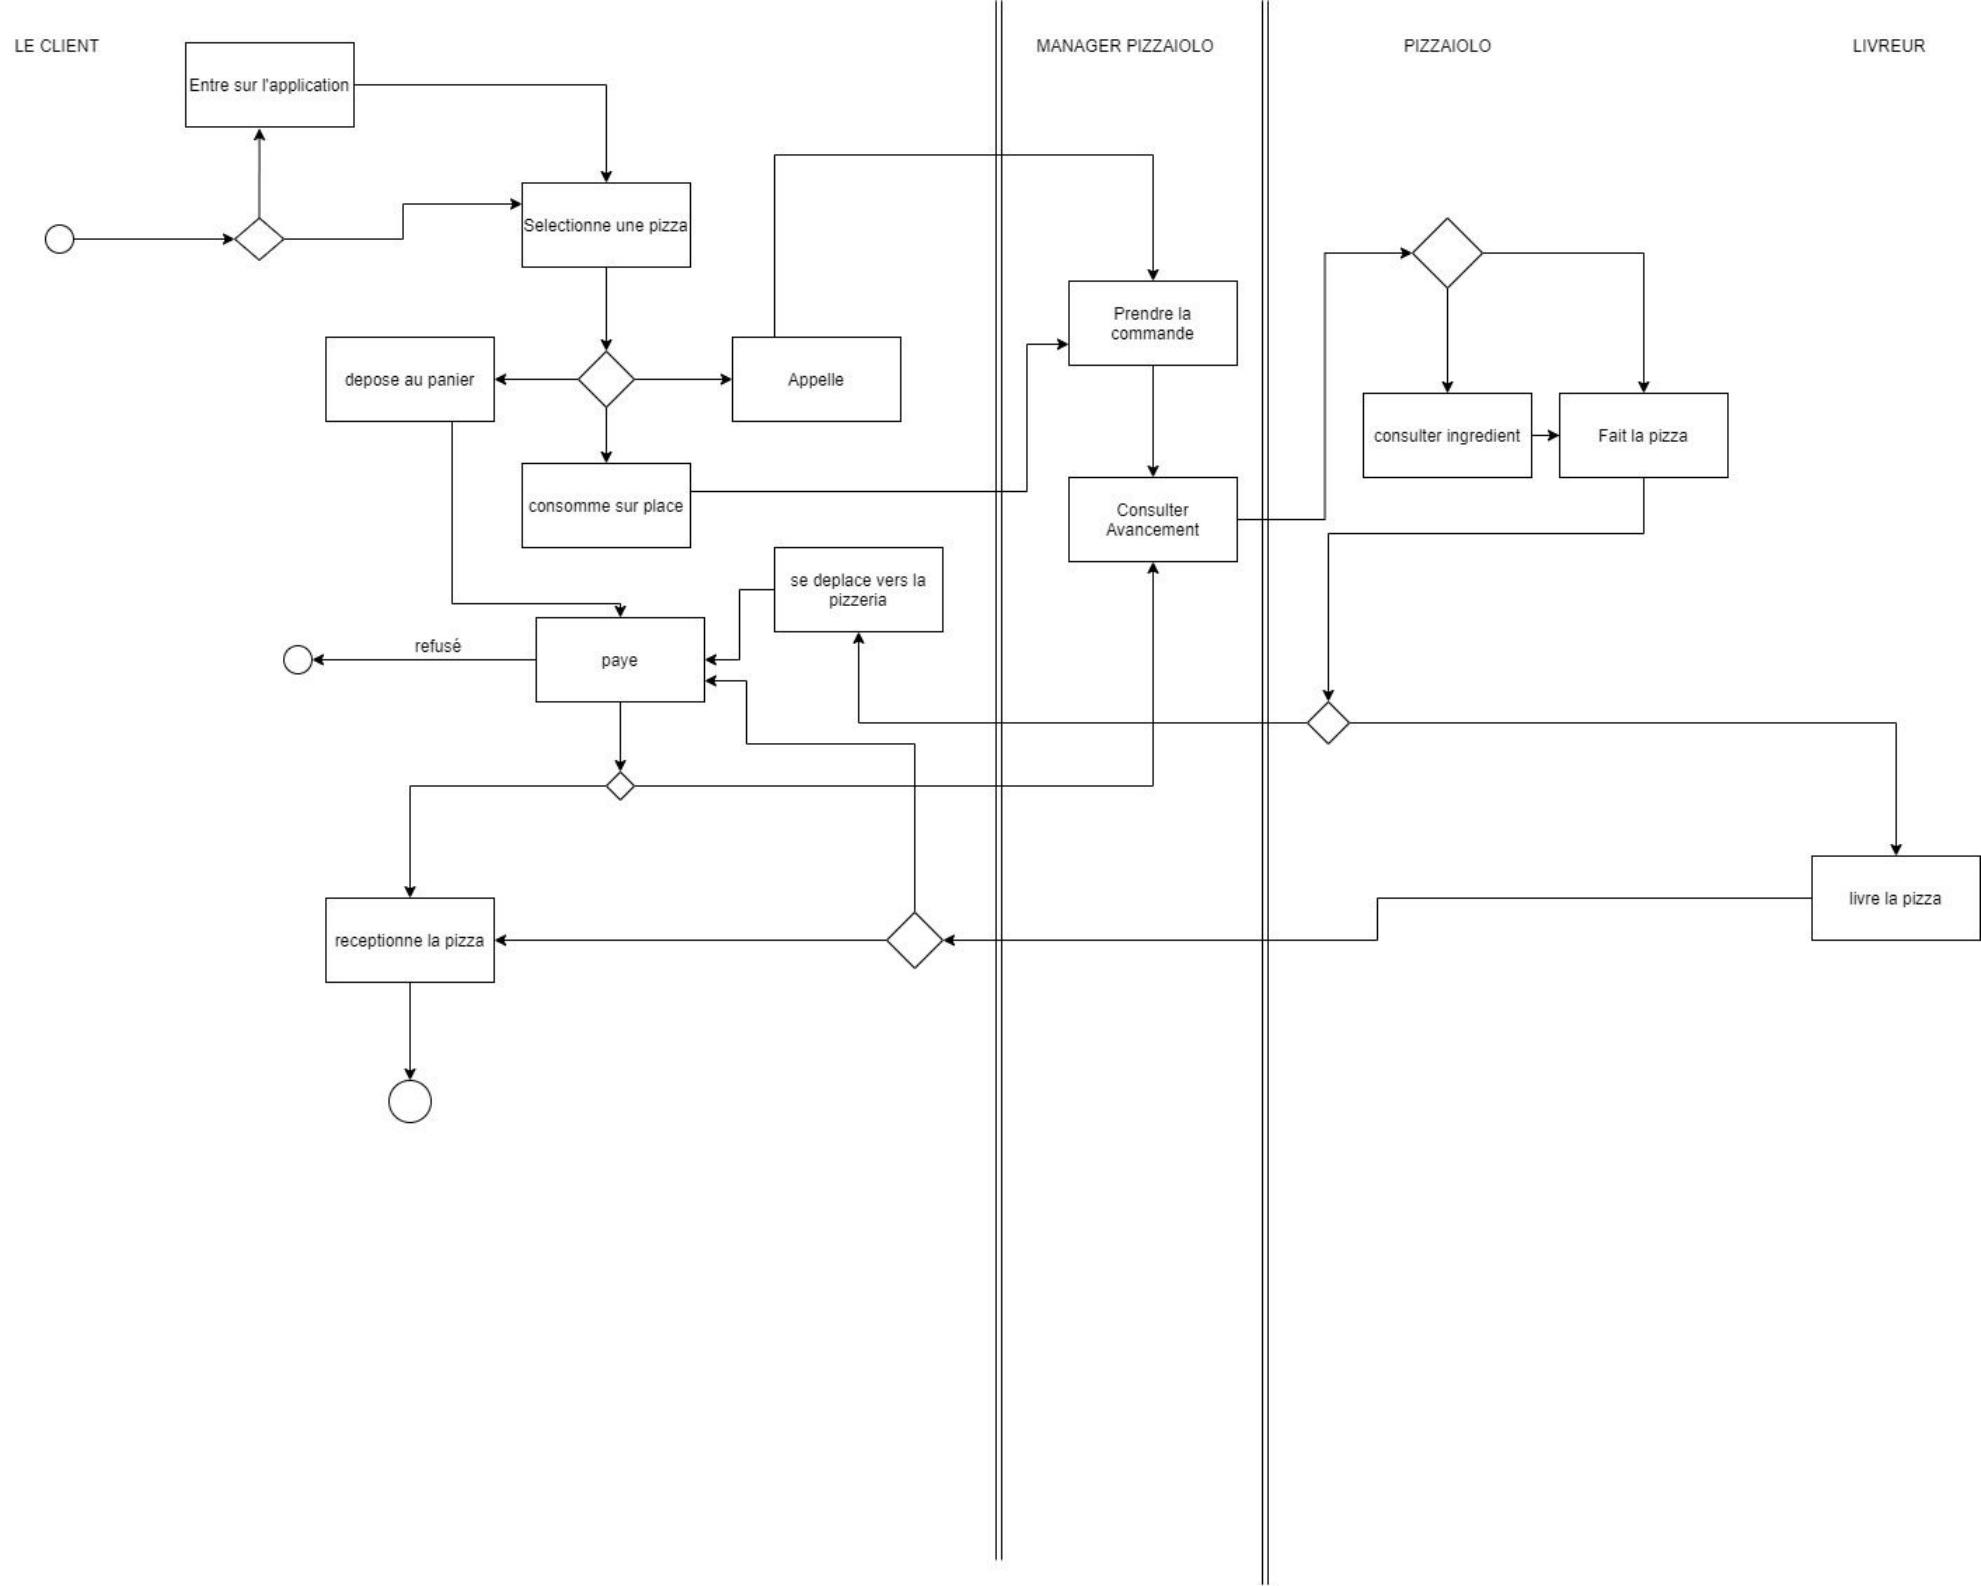 LE CLIENT
MANAGER PIZZAIOLO
PIZZAIOLO
LIVREUR
Entre sur l'application
Selectionne une pizza
Prendre la
commande
depose au panier
Appelle
consulter ingredient
Fait la pizza
consomme sur place
Consulter
Avancement
se deplace vers la
pizzeria
refusé
paye
livre la pizza
receptionne la pizza